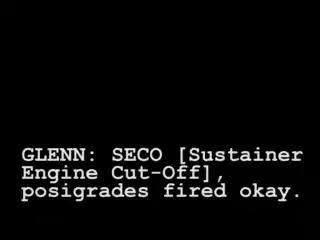 GLENN: SECO [Sustainer
Engine Cut-Off],
posigrades fired okay.